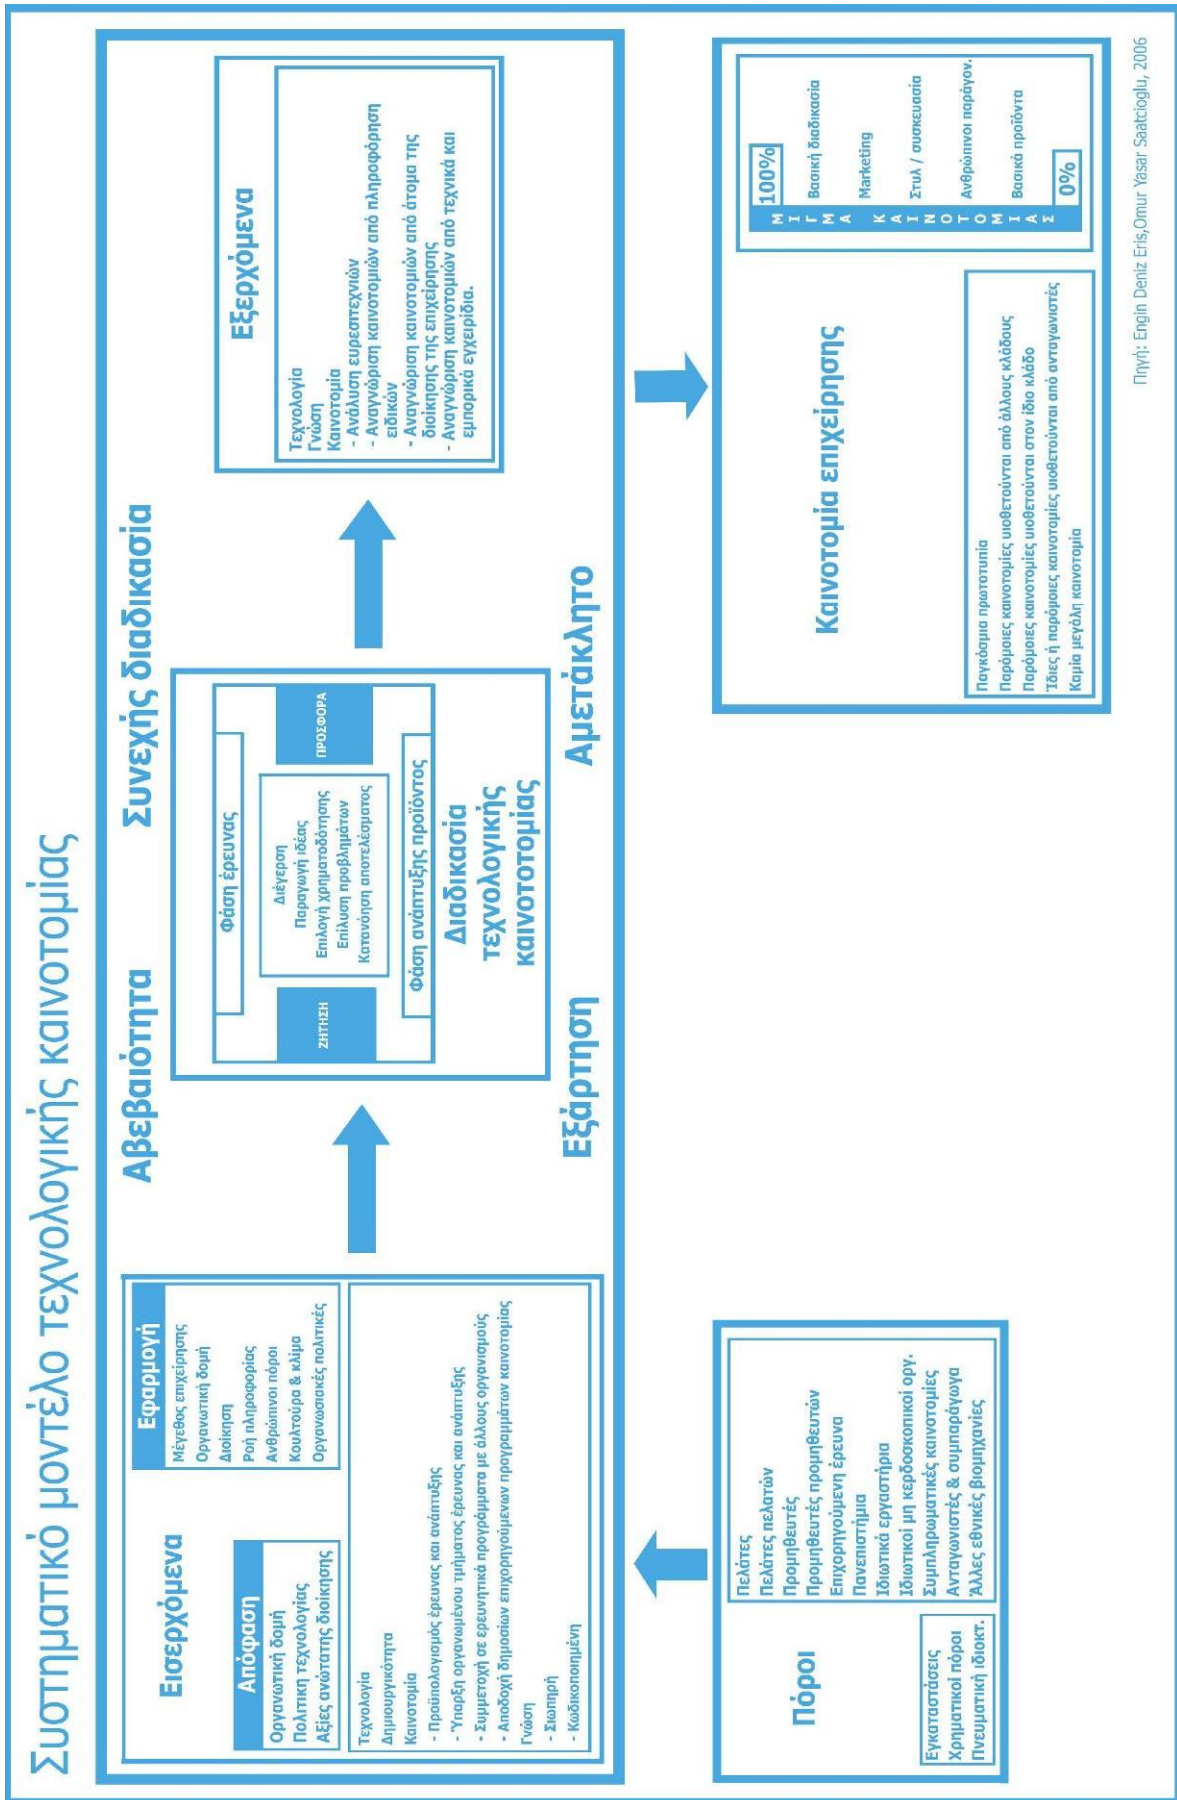 Συστηματικό μοντέλο τεχνολογικής καινοτομίας
Αβεβαιότητα
Συνεχής διαδικασία
Εισερχόμενα
Απόφαση
Οργανωτική δομή
Πολιτική τεχνολογίας
Αξίες ανώτατης διοίκησης
Εφαρμογή
Μέγεθος επιχείρησης
Οργανωτική δομή
Διοίκηση
Ροή πληροφορίας
Ανθρώπινοι πόροι
Κουλτούρα & κλίμα
Οργανωσιακές πολιτικές
Τεχνολογία
Δημιουργικότητα
Καινοτομία
- Προϋπολογισμός έρευνας και ανάπτυξης
- Ύπαρξη οργανωμένου τμήματος έρευνας και ανάπτυξης
- Συμμετοχή σε ερευνητικά προγράμματα με άλλους οργανισμούς
- Αποδοχή δημοσίων επιχορηγούμενων προγραμμάτων καινοτομίας
Γνώση
- Σιωπηρή
- Κωδικοποιημένη
Φάση έρευνας
ΖΗΤΗΣΗ
Διέγερση
Παραγωγή ιδέας
Επιλογή χρηματοδότησης
Επίλυση προβλημάτων
Κατανόηση αποτελέσματος
ΠΡΟΣΦΟΡΑ
Φάση ανάπτυξης προϊόντος
Διαδικασία
τεχνολογικής
καινοτομίας
Εξερχόμενα
Τεχνολογία
Γνώση
Καινοτομία
- Ανάλυση ευρεσιτεχνιών
- Αναγνώριση καινοτομιών από πληροφόρηση
ειδικών
- Αναγνώριση καινοτομιών από άτομα της
διοίκησης της επιχείρησης
- Αναγνώριση καινοτομιών από τεχνικά και
εμπορικά εγχειρίδια.
Εξάρτηση
Αμετάκλητο
Πόροι
Εγκαταστάσεις
Χρηματικοί πόροι
Πνευματική ιδιοκτ.
Πελάτες
Πελάτες πελατών
Προμηθευτές
Προμηθευτές προμηθευτών
Επιχορηγούμενη έρευνα
Πανεπιστήμια
Ιδιωτικά εργαστήρια
Ιδιωτικοί μη κερδοσκοπικοί οργ.
Συμπληρωματικές καινοτομίες
Ανταγωνιστές & συμπαράγωγα
Άλλες εθνικές βιομηχανίες
Καινοτομία επιχείρησης
Παγκόσμια πρωτοτυπία
Παρόμοιες καινοτομίες υιοθετούνται από άλλους κλάδους
Παρόμοιες καινοτομίες υιοθετούνται στον ίδιο κλάδο
Ίδιες ή παρόμοιες καινοτομίες υιοθετούνται από ανταγωνιστές
Καμία μεγάλη καινοτομία
100%
ΜΙΓΜΑ ΚΑΙΝΟΤΟΜΙΑΣ
0%
Βασική διαδικασία
Marketing
Στυλ / συσκευασία
Ανθρώπινοι παράγον.
Βασικά προϊόντα
Πηγή: Engin Deniz Eris,Omur Yasar Saatcioglu, 2006